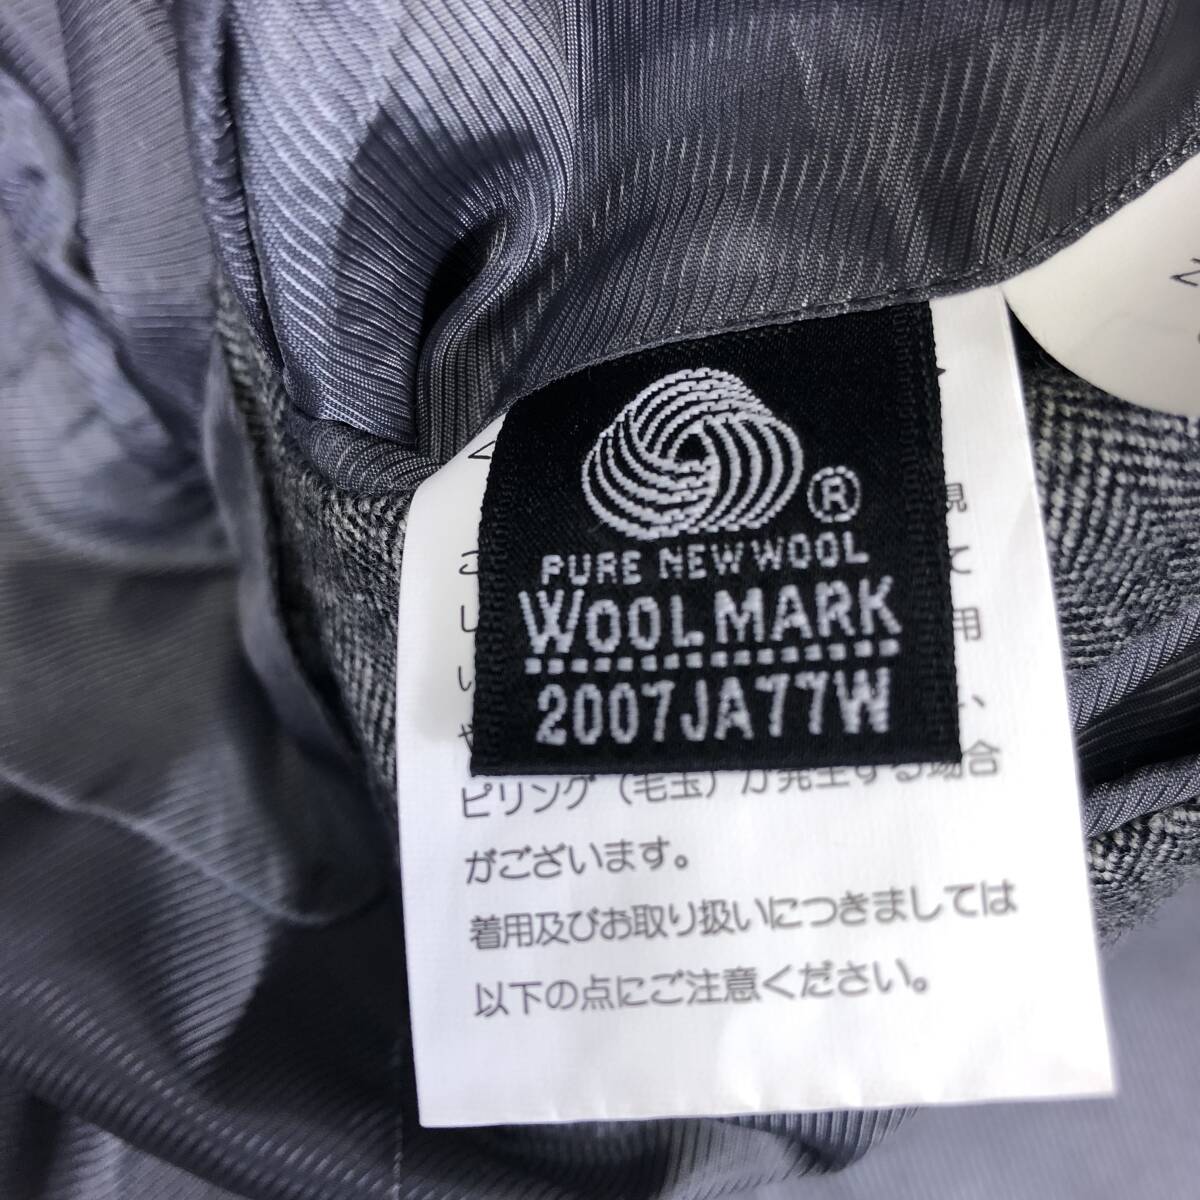 ®
PURE NEW WOOL
WOOLMARK
2007JA77W
ピリング（毛玉）が発生する場合
がございます。
着用及びお取り扱いにつきましては
以下の点にご注意ください。